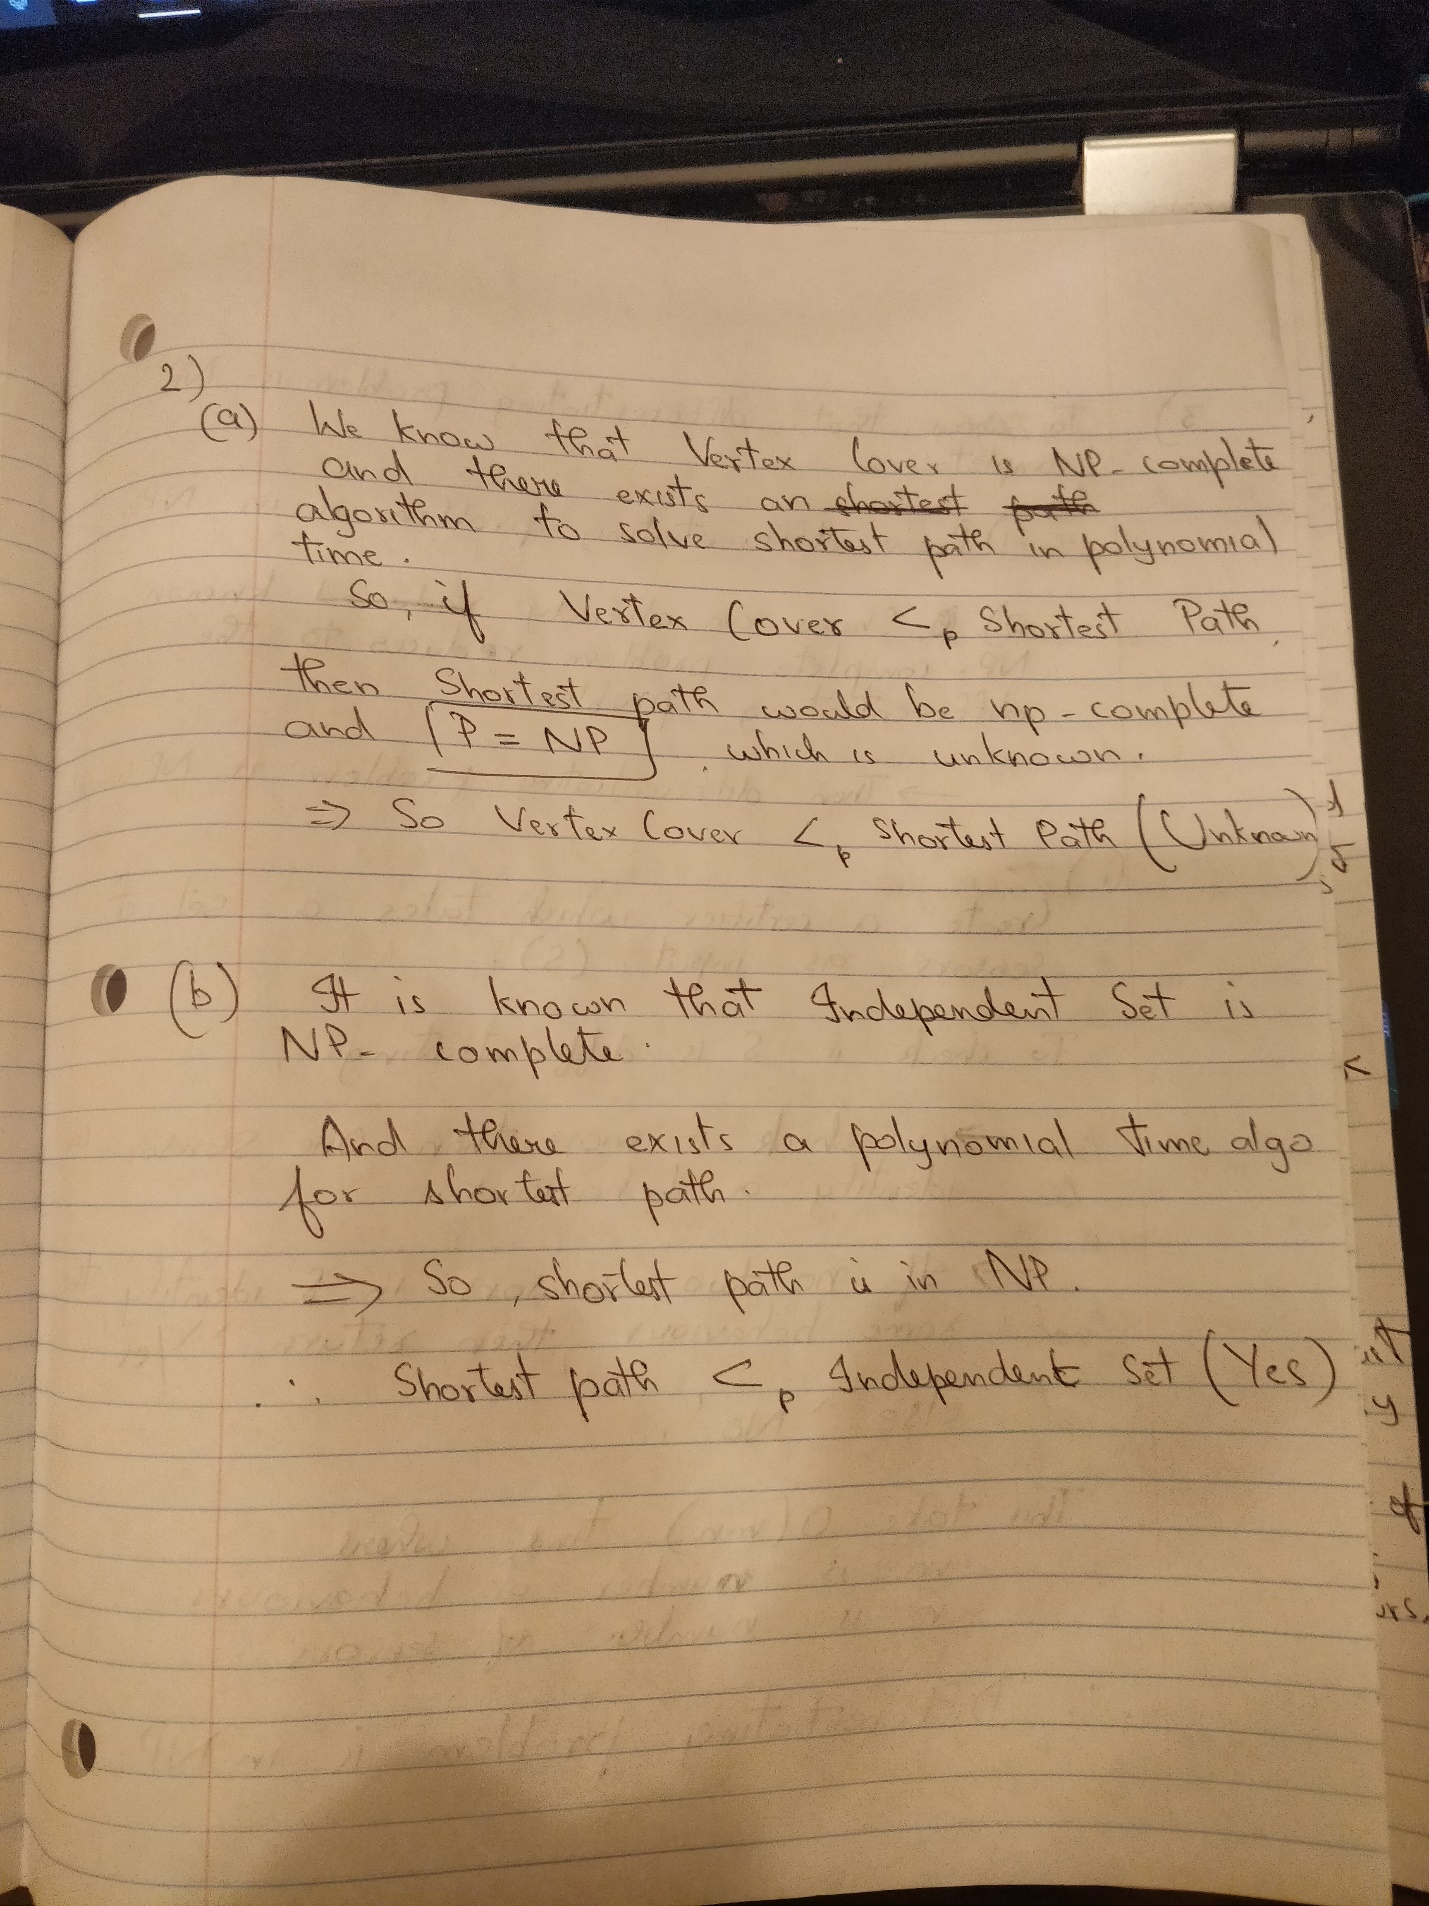 2)
(a) We know that Vertex Cover is NP-complete
and there exists an shortest path
algorithm to solve shortest path in polynomial
time.
So, if Vertex Cover <p Shortest Path,
then Shortest path would be np-complete
and [P = NP], which is unknown.
=> So Vertex Cover <p Shortest Path (Unknown)
(b) It is known that Independent Set is
NP-complete.
And there exists a polynomial time algo
for shortest path.
=> So, shortest path is in NP.
∴ Shortest path <p Independent Set (Yes)